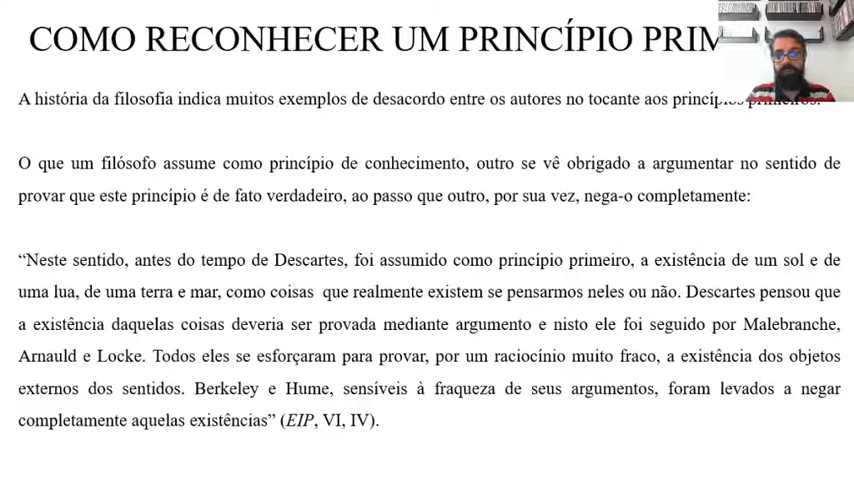 COMO RECONHECER UM PRINCÍPIO
A história da filosofia indica muitos exemplos de desacordo entre os autores no tocante aos princípios primeiros.
O que um filósofo assume como princípio de conhecimento, outro se vê obrigado a argumentar no sentido de
provar que este princípio é de fato verdadeiro, ao passo que outro, por sua vez, nega-o completamente:
“Neste sentido, antes do tempo de Descartes, foi assumido como princípio primeiro, a existência de um sol e de
uma lua, de uma terra e mar, como coisas que realmente existem se pensarmos neles ou não. Descartes pensou que
a existência daquelas coisas deveria ser provada mediante argumento e nisto ele foi seguido por Malebranche,
Arnauld e Locke. Todos eles se esforçaram para provar, por um raciocínio muito fraco, a existência dos objetos
externos dos sentidos. Berkeley e Hume, sensíveis à fraqueza de seus argumentos, foram levados a negar
completamente aquelas existências” (EIP, VI, IV).